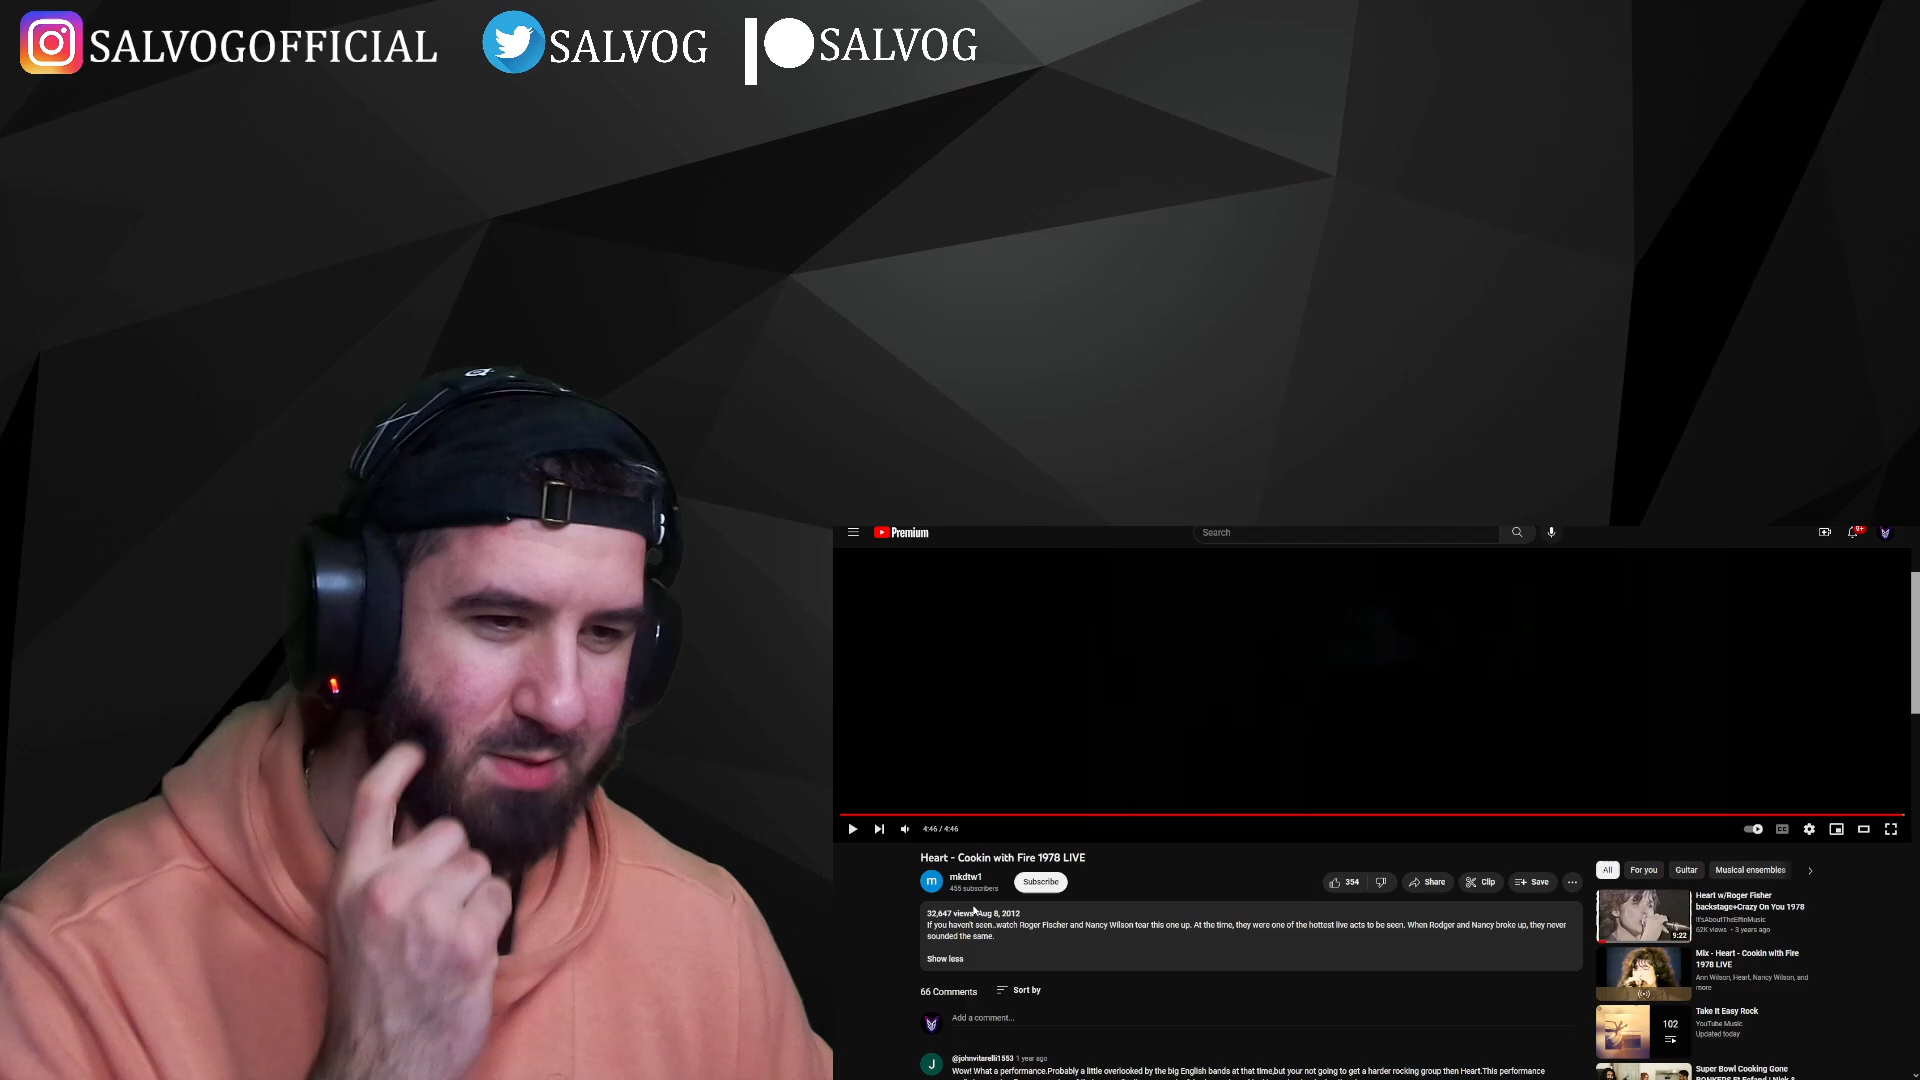 SALVOGOFFICIAL SALVOG SALVOG
Premium
Search
9+
4:46 / 4:46
Heart - Cookin with Fire 1978 LIVE
m
mkdtw1
455 subscribers
Subscribe
354
Share
Clip
Save
32,647 views Aug 8, 2012
If you haven't seen..watch Roger Fischer and Nancy Wilson tear this one up. At the time, they were one of the hottest live acts to be seen. When Rodger and Nancy broke up, they never
sounded the same.
Show less
66 Comments
Sort by
Add a comment...
J
@johnvitarelli1553 1 year ago
Wow! What a performance.Probably a little overlooked by the big English bands at that time,but your not going to get a harder rocking group then Heart.This performance
All
For you
Guitar
Musical ensembles
Heart w/Roger Fisher
backstage+Crazy On You 1978
ItsAboutTheEffinMusic
62K views • 3 years ago
9:22
Mix - Heart - Cookin with Fire
1978 LIVE
Ann Wilson, Heart, Nancy Wilson, and
more
Take It Easy Rock
YouTube Music
Updated today
102
Super Bowl Cooking Gone